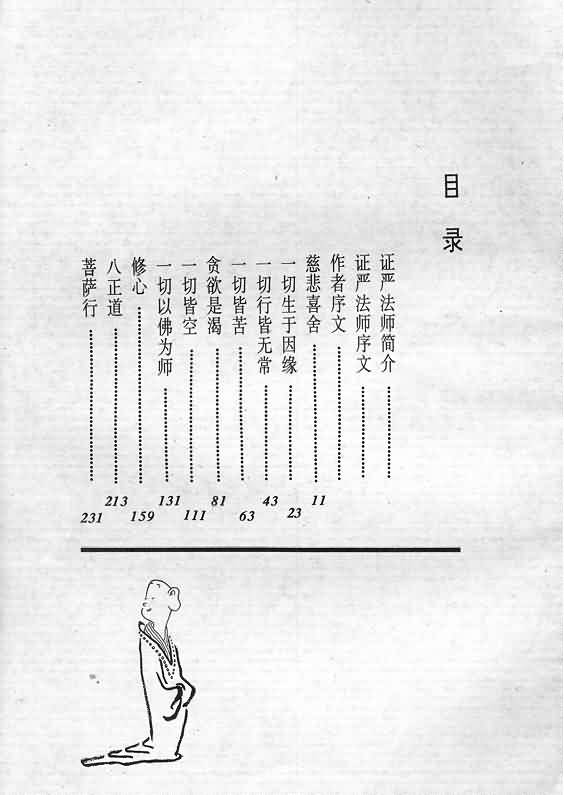 目录
证严法师简介
证严法师序文
作者序文
慈悲喜舍 11
一切生于因缘 23
一切行皆无常 43
一切皆苦 63
贪欲是渴 81
一切皆空 111
一切以佛为师 131
修心 159
八正道 213
菩萨行 231